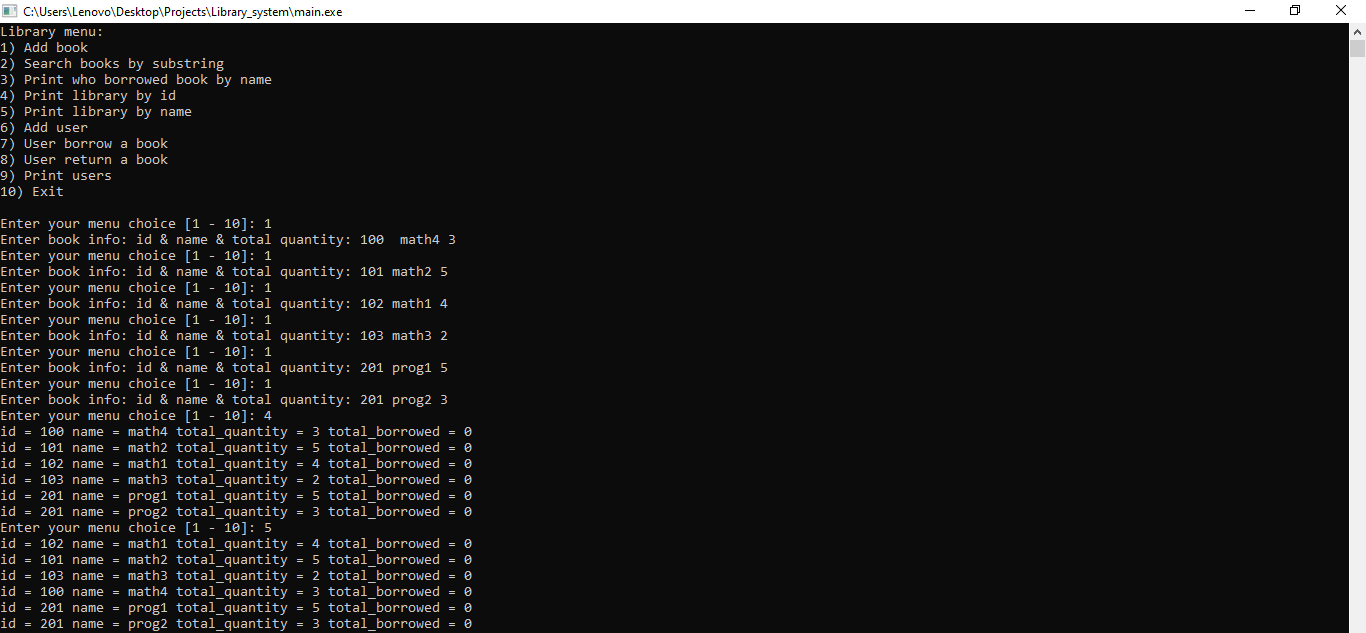 C:\Users\Lenovo\Desktop\Projects\Library_system\main.exe
Library menu:
1) Add book
2) Search books by substring
3) Print who borrowed book by name
4) Print library by id
5) Print library by name
6) Add user
7) User borrow a book
8) User return a book
9) Print users
10) Exit
Enter your menu choice [1 - 10]: 1
Enter book info: id & name & total quantity: 100  math4 3
Enter your menu choice [1 - 10]: 1
Enter book info: id & name & total quantity: 101 math2 5
Enter your menu choice [1 - 10]: 1
Enter book info: id & name & total quantity: 102 math1 4
Enter your menu choice [1 - 10]: 1
Enter book info: id & name & total quantity: 103 math3 2
Enter your menu choice [1 - 10]: 1
Enter book info: id & name & total quantity: 201 prog1 5
Enter your menu choice [1 - 10]: 1
Enter book info: id & name & total quantity: 201 prog2 3
Enter your menu choice [1 - 10]: 4
id = 100 name = math4 total_quantity = 3 total_borrowed = 0
id = 101 name = math2 total_quantity = 5 total_borrowed = 0
id = 102 name = math1 total_quantity = 4 total_borrowed = 0
id = 103 name = math3 total_quantity = 2 total_borrowed = 0
id = 201 name = prog1 total_quantity = 5 total_borrowed = 0
id = 201 name = prog2 total_quantity = 3 total_borrowed = 0
Enter your menu choice [1 - 10]: 5
id = 102 name = math1 total_quantity = 4 total_borrowed = 0
id = 101 name = math2 total_quantity = 5 total_borrowed = 0
id = 103 name = math3 total_quantity = 2 total_borrowed = 0
id = 100 name = math4 total_quantity = 3 total_borrowed = 0
id = 201 name = prog1 total_quantity = 5 total_borrowed = 0
id = 201 name = prog2 total_quantity = 3 total_borrowed = 0